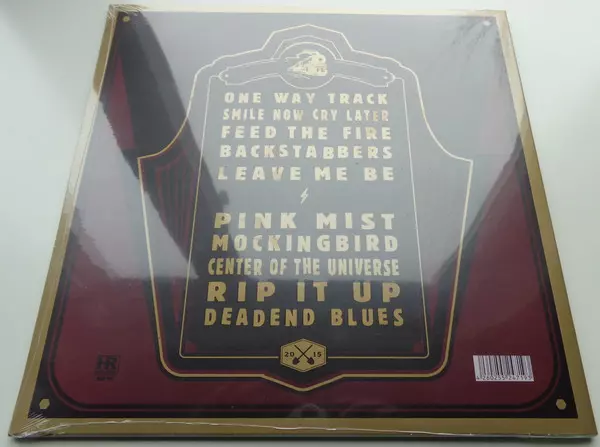 ONE WAY TRACK
SMILE NOW CRY LATER
FEED THE FIRE
BACKSTABBERS
LEAVE ME BE
PINK MIST
MOCKINGBIRD
CENTER OF THE UNIVERSE
RIP IT UP
DEADEND BLUES
20 15
HR